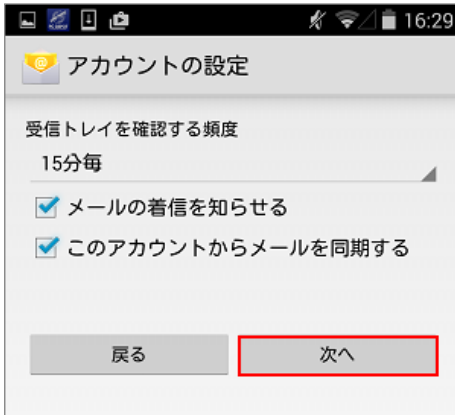 16:29
アカウントの設定
受信トレイを確認する頻度
15分毎
メールの着信を知らせる
このアカウントからメールを同期する
戻る 次へ